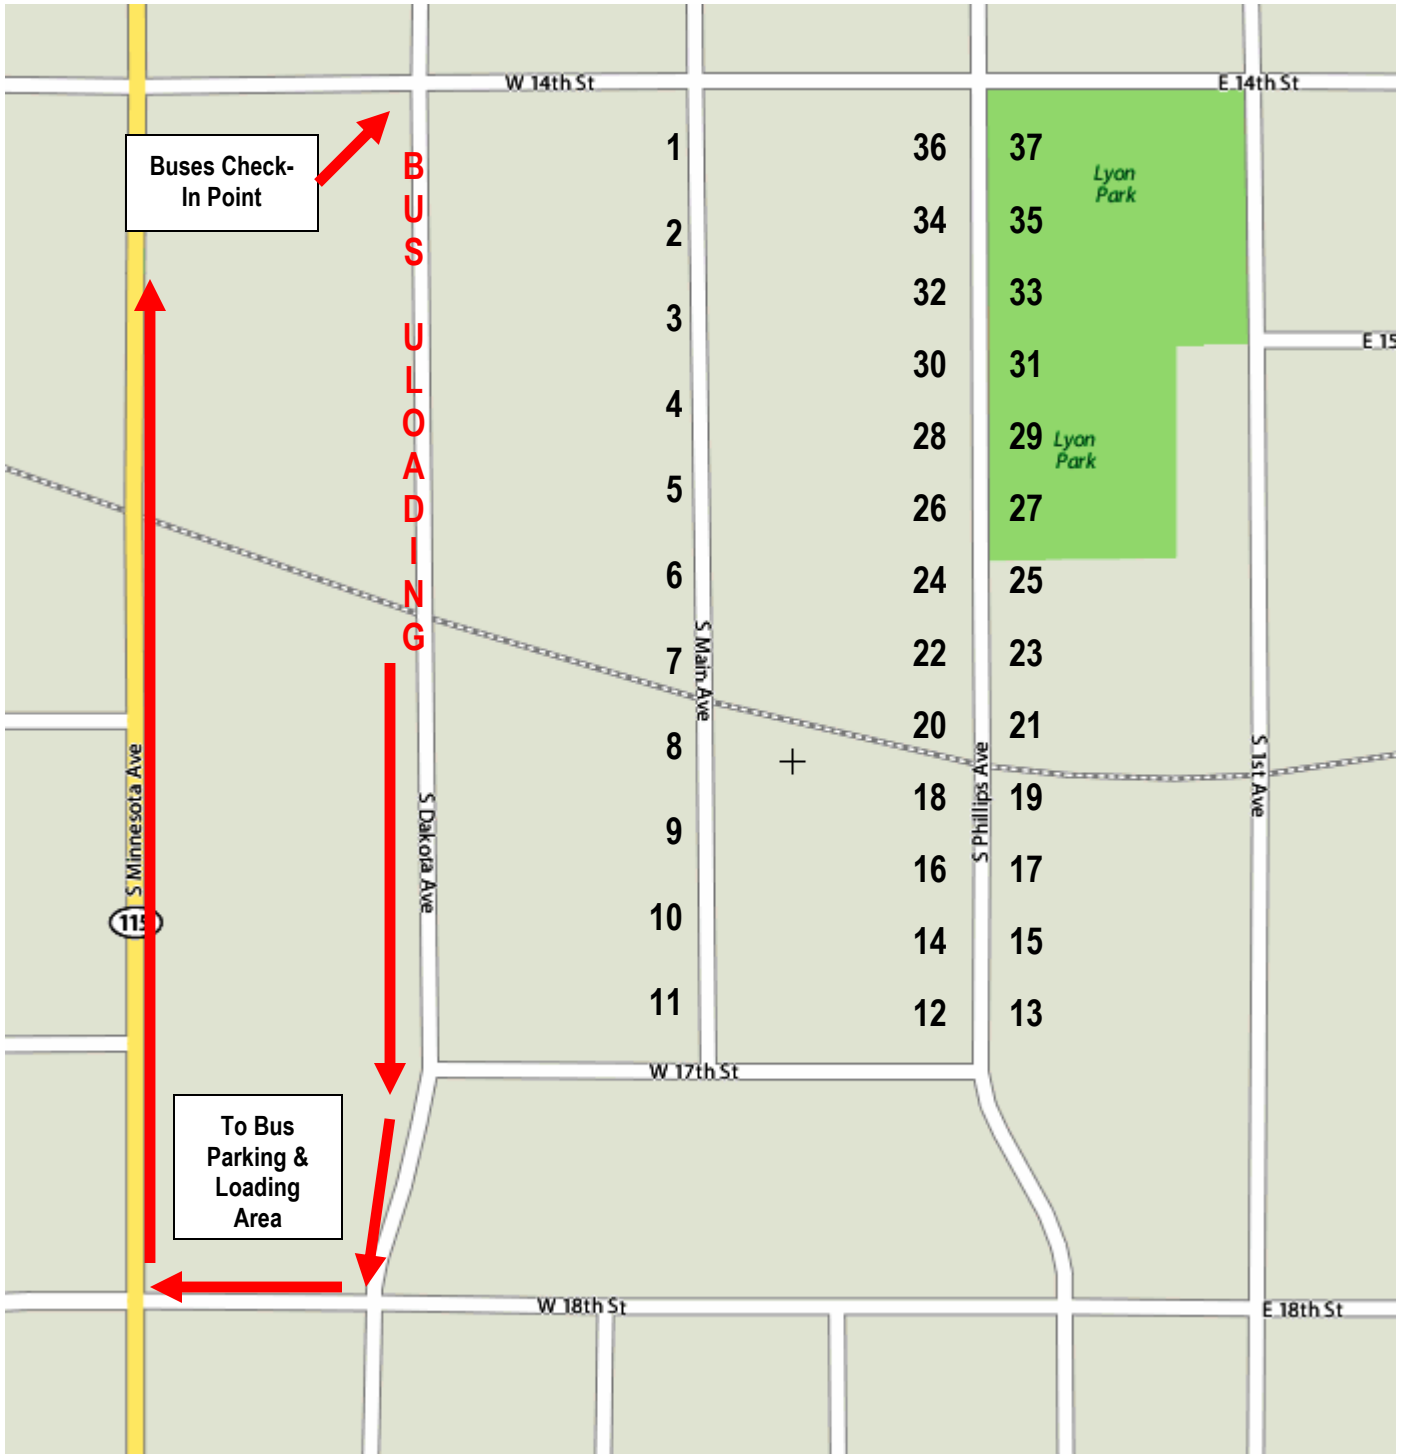 W 14th St
E 14th St
Buses Check-
In Point
B
U
S
U
L
O
A
D
I
N
G
1
2
3
4
5
6
7
8
9
10
11
36
34
32
30
28
26
24
22
20
18
16
14
12
37
35
33
31
29
27
25
23
21
19
17
15
13
Lyon
Park
Lyon
Park
E 15
S Minnesota Ave
115
S Dakota Ave
S Main Ave
S Phillips Ave
S 1st Ave
W 17th St
To Bus
Parking &
Loading
Area
W 18th St
E 18th St